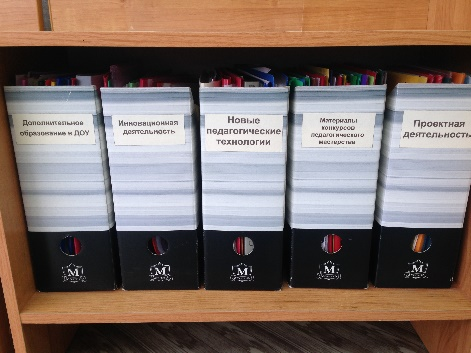 Дополнительное
образование в ДОУ
Инновационная
деятельность
Новые
педагогические
технологии
Материалы
конкурсов
педагогического
мастерства
Проектная
деятельность
M
M
M
M
M